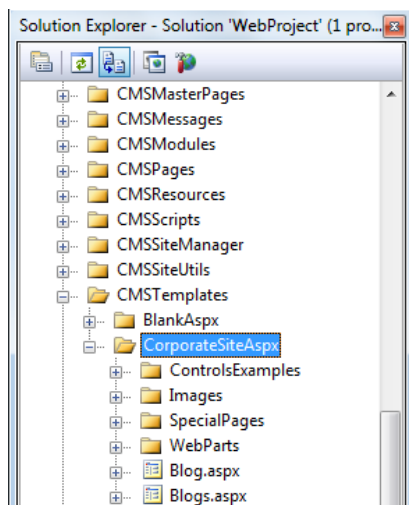 Solution Explorer - Solution 'WebProject' (1 pro...
CMSMasterPages
CMSMessages
CMSModules
CMSPages
CMSResources
CMSScripts
CMSSiteManager
CMSSiteUtils
CMSTemplates
BlankAspx
CorporateSiteAspx
ControlsExamples
Images
SpecialPages
WebParts
Blog.aspx
Blogs.aspx